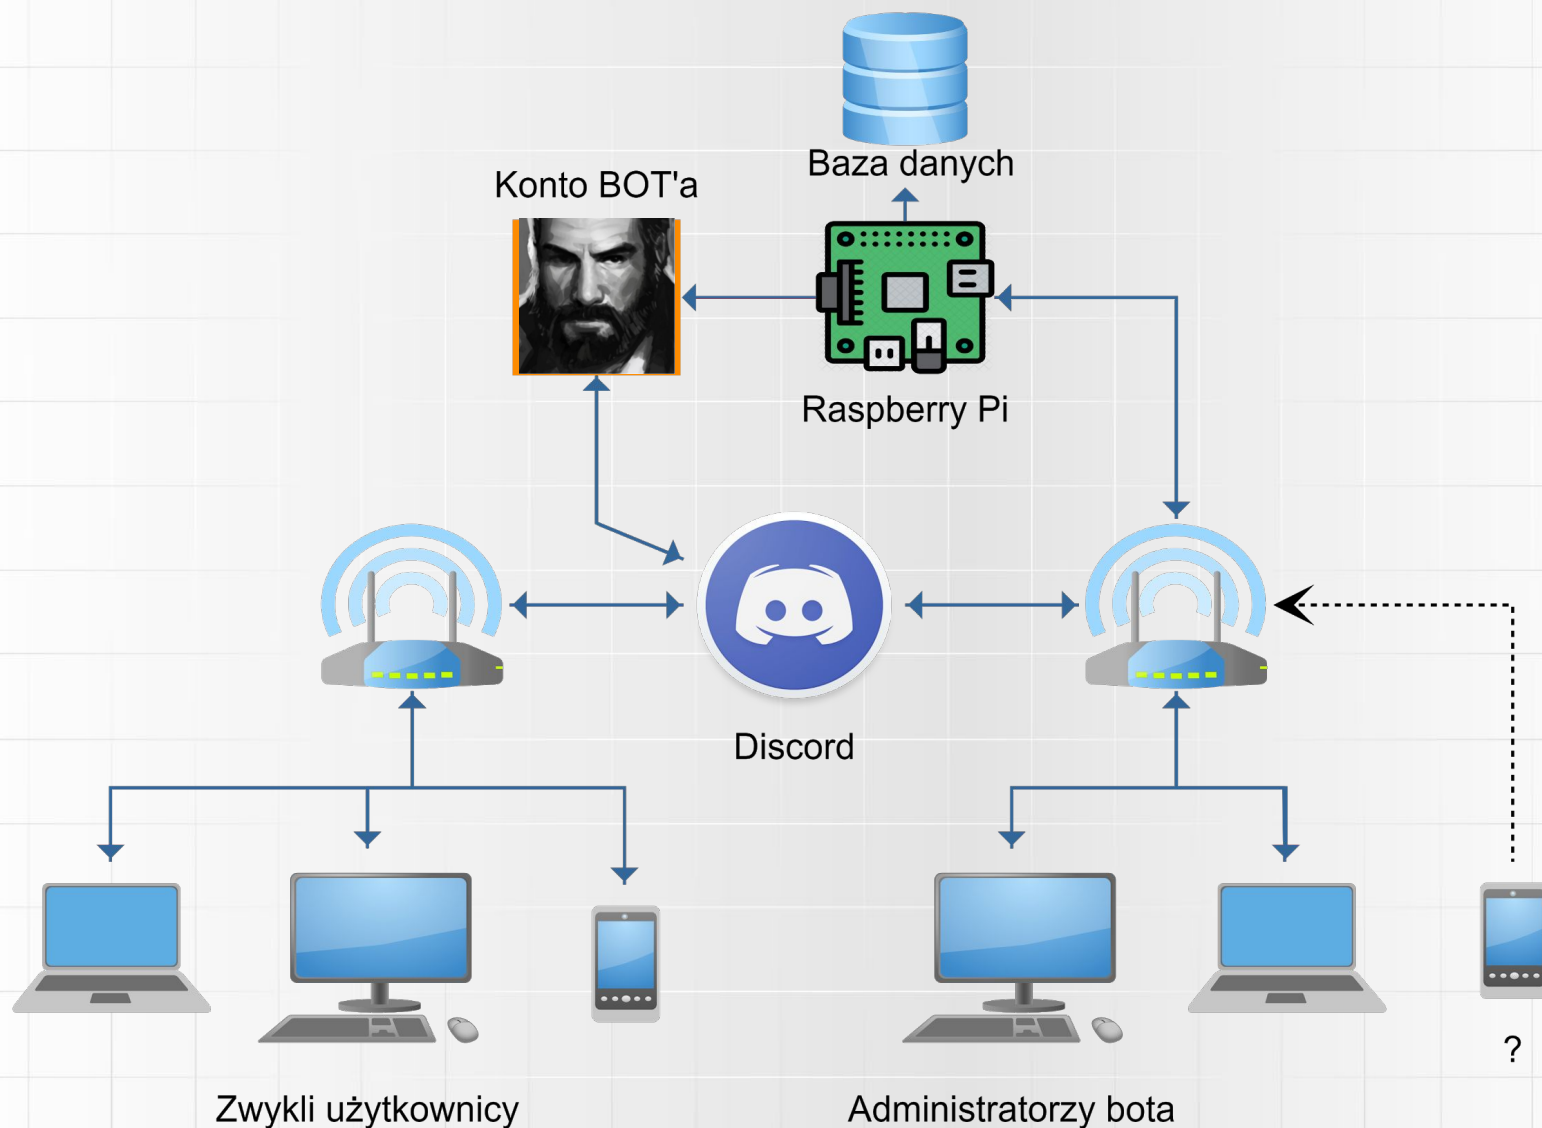 Baza danych
Konto BOT'a
Raspberry Pi
Discord
?
Zwykli użytkownicy
Administratorzy bota